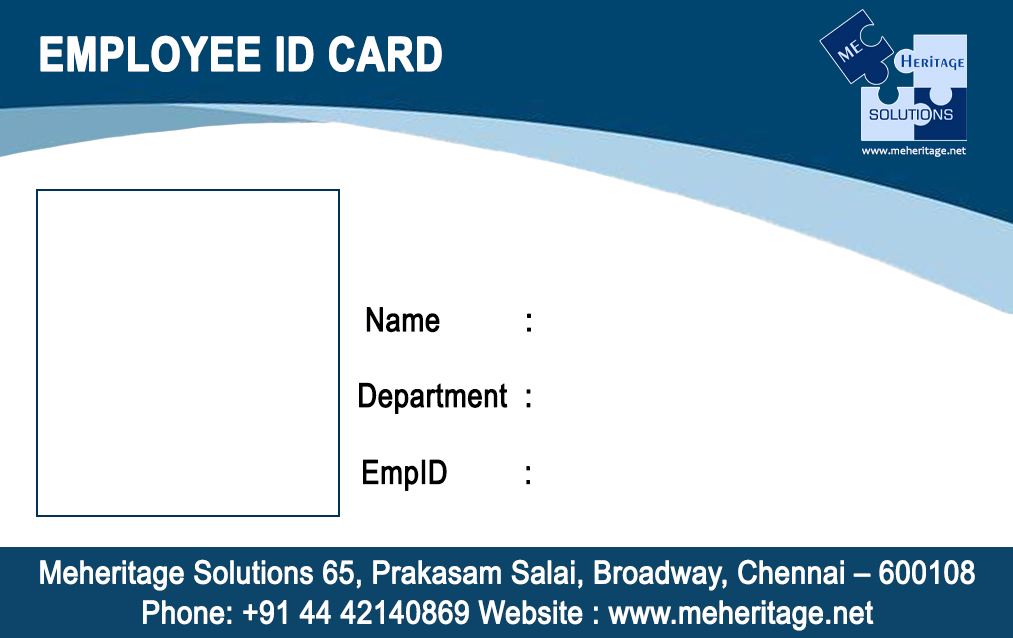 EMPLOYEE ID CARD
ME
HERITAGE
SOLUTIONS
www.meheritage.net
Name :
Department :
EmpID :
Meheritage Solutions 65, Prakasam Salai, Broadway, Chennai – 600108
Phone: +91 44 42140869 Website : www.meheritage.net